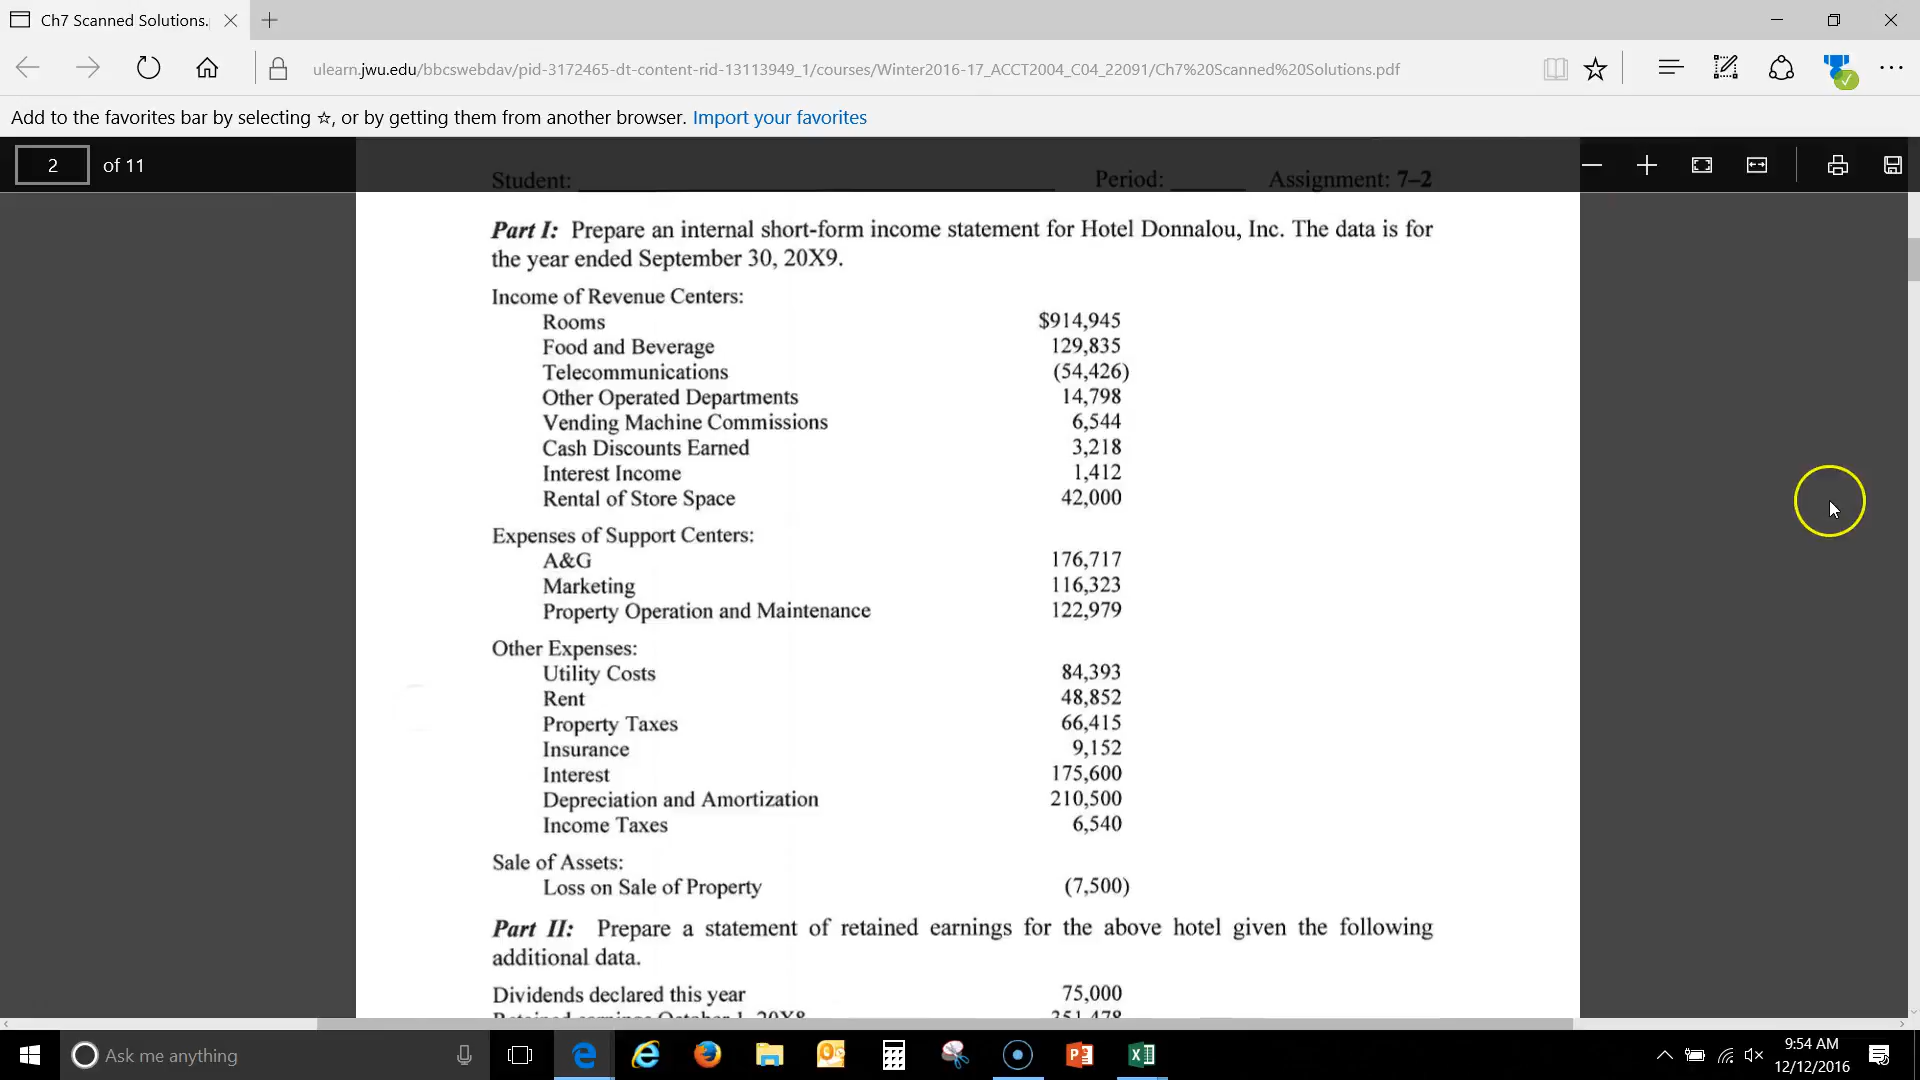 Ch7 Scanned Solutions.
ulearn.jwu.edu/bbcswebdav/pid-3172465-dt-content-rid-13113949_1/courses/Winter2016-17_ACCT2004_C04_22091/Ch7%20Scanned%20Solutions.pdf
Add to the favorites bar by selecting ☆, or by getting them from another browser. Import your favorites
2 of 11
Student: Period: Assignment: 7–2
Part I: Prepare an internal short-form income statement for Hotel Donnalou, Inc. The data is for
the year ended September 30, 20X9.
Income of Revenue Centers:
Rooms $914,945
Food and Beverage 129,835
Telecommunications (54,426)
Other Operated Departments 14,798
Vending Machine Commissions 6,544
Cash Discounts Earned 3,218
Interest Income 1,412
Rental of Store Space 42,000
Expenses of Support Centers:
A&G 176,717
Marketing 116,323
Property Operation and Maintenance 122,979
Other Expenses:
Utility Costs 84,393
Rent 48,852
Property Taxes 66,415
Insurance 9,152
Interest 175,600
Depreciation and Amortization 210,500
Income Taxes 6,540
Sale of Assets:
Loss on Sale of Property (7,500)
Part II: Prepare a statement of retained earnings for the above hotel given the following
additional data.
Dividends declared this year 75,000
Retained earnings October 1, 20X8 351,478
Ask me anything
9:54 AM
12/12/2016